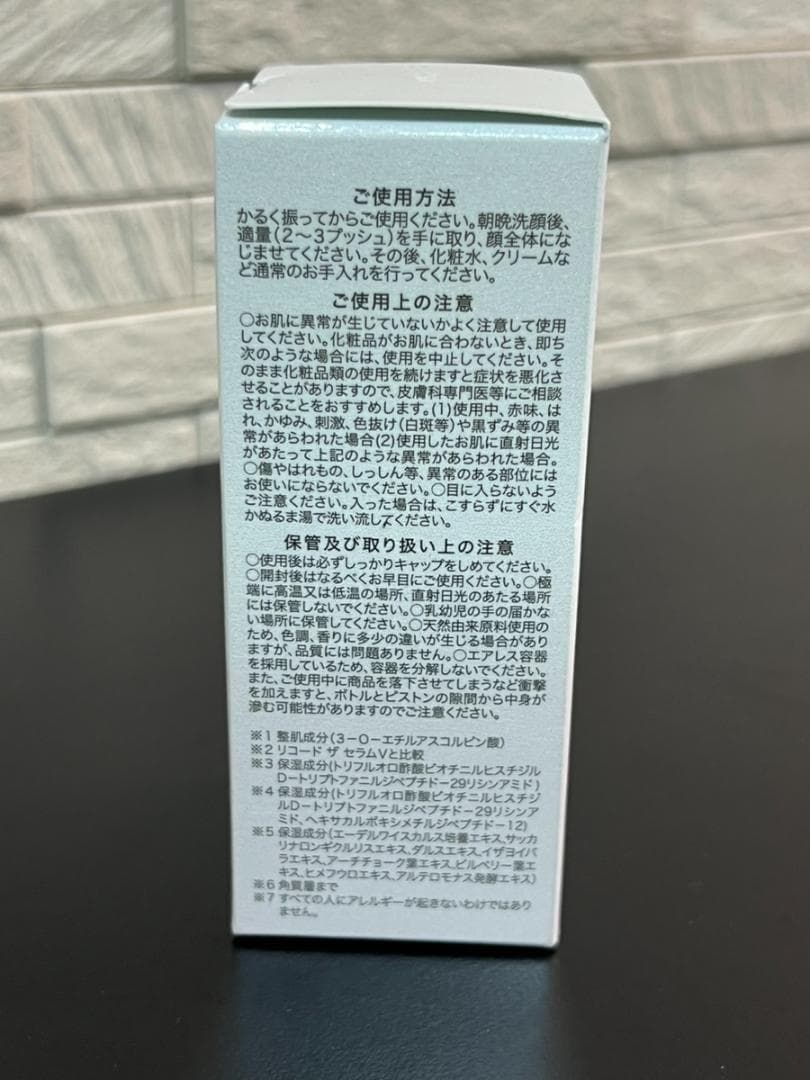 ご使用方法
かるく振ってからご使用ください。朝晩洗顔後、
適量(2〜3プッシュ)を手に取り、顔全体にな
じませてください。その後、化粧水、クリームな
ど通常のお手入れを行ってください。
ご使用上の注意
○お肌に異常が生じていないかよく注意して使用
してください。化粧品がお肌に合わないとき、即ち
次のような場合には、使用を中止してください。そ
のまま化粧品類の使用を続けますと症状を悪化さ
せることがありますので、皮膚科専門医等にご相談
されることをおすすめします。(1)使用中、赤味、は
れ、かゆみ、刺激、色抜け(白斑等)や黒ずみ等の異
常があらわれた場合(2)使用したお肌に直射日光
があたって上記のような異常があらわれた場合。
○傷やはれもの、しっしん等、異常のある部位には
お使いにならないでください。○目に入らないよう
ご注意ください。入った場合は、こすらずにすぐ水
かぬるま湯で洗い流してください。
保管及び取り扱い上の注意
○使用後は必ずしっかりキャップをしめてください。
○開封後はなるべくお早目にご使用ください。○極
端に高温又は低温の場所、直射日光のあたる場所
には保管しないでください。○乳幼児の手の届かな
い場所に保管してください。○天然由来原料使用の
ため、色調、香りに多少の違いが生じる場合があり
ますが、品質には問題ありません。○エアレス容器
を採用しているため、容器を分解しないでください。
また、ご使用中に商品を落下させてしまうなど衝撃
を加えますと、ボトルとピストンの隙間から中身が
滲む可能性がありますのでご注意ください。
※1 整肌成分(3-O-エチルアスコルビン酸)
※2 リコード ザ セラムVと比較
※3 保湿成分(トリフルオロ酢酸ビオチニルヒスチジル
D-トリプトファニルジペプチド-29リシンアミド)
※4 保湿成分(トリフルオロ酢酸ビオチニルヒスチジ
ルD-トリプトファニルジペプチド-29リシンア
ミド、ヘキサカルボキシメチルジペプチド-12)
※5 保湿成分(エーデルワイスカルス培養エキス、サッカ
リナロンギクルリスエキス、ダルスエキス、イザヨイバ
ラエキス、アーチチョーク葉エキス、ビルベリー葉エ
キス、ヒメフウロエキス、アルテロモナス発酵エキス)
※6 角質層まで
※7 すべての人にアレルギーが起きないわけではあり
ません。